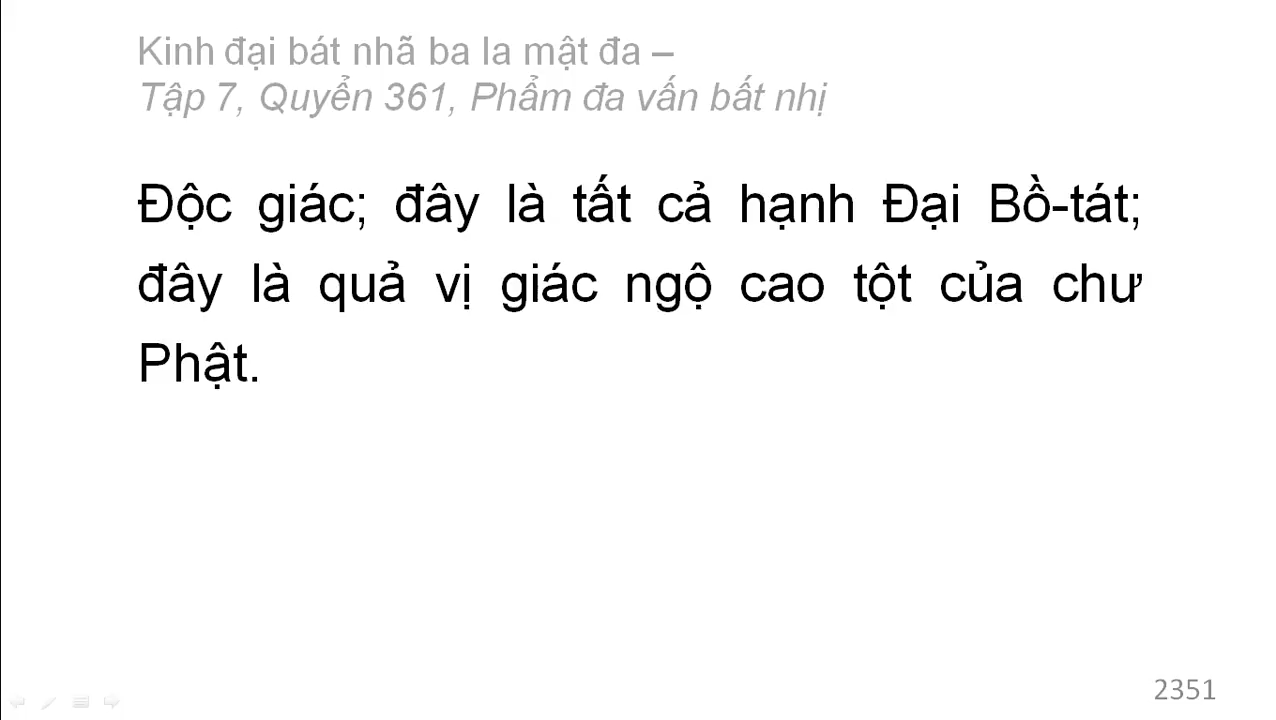 Kinh đại bát nhã ba la mật đa –
Tập 7, Quyển 361, Phẩm đa vấn bất nhị
Độc giác; đây là tất cả hạnh Đại Bồ-tát;
đây là quả vị giác ngộ cao tột của chư
Phật.
2351